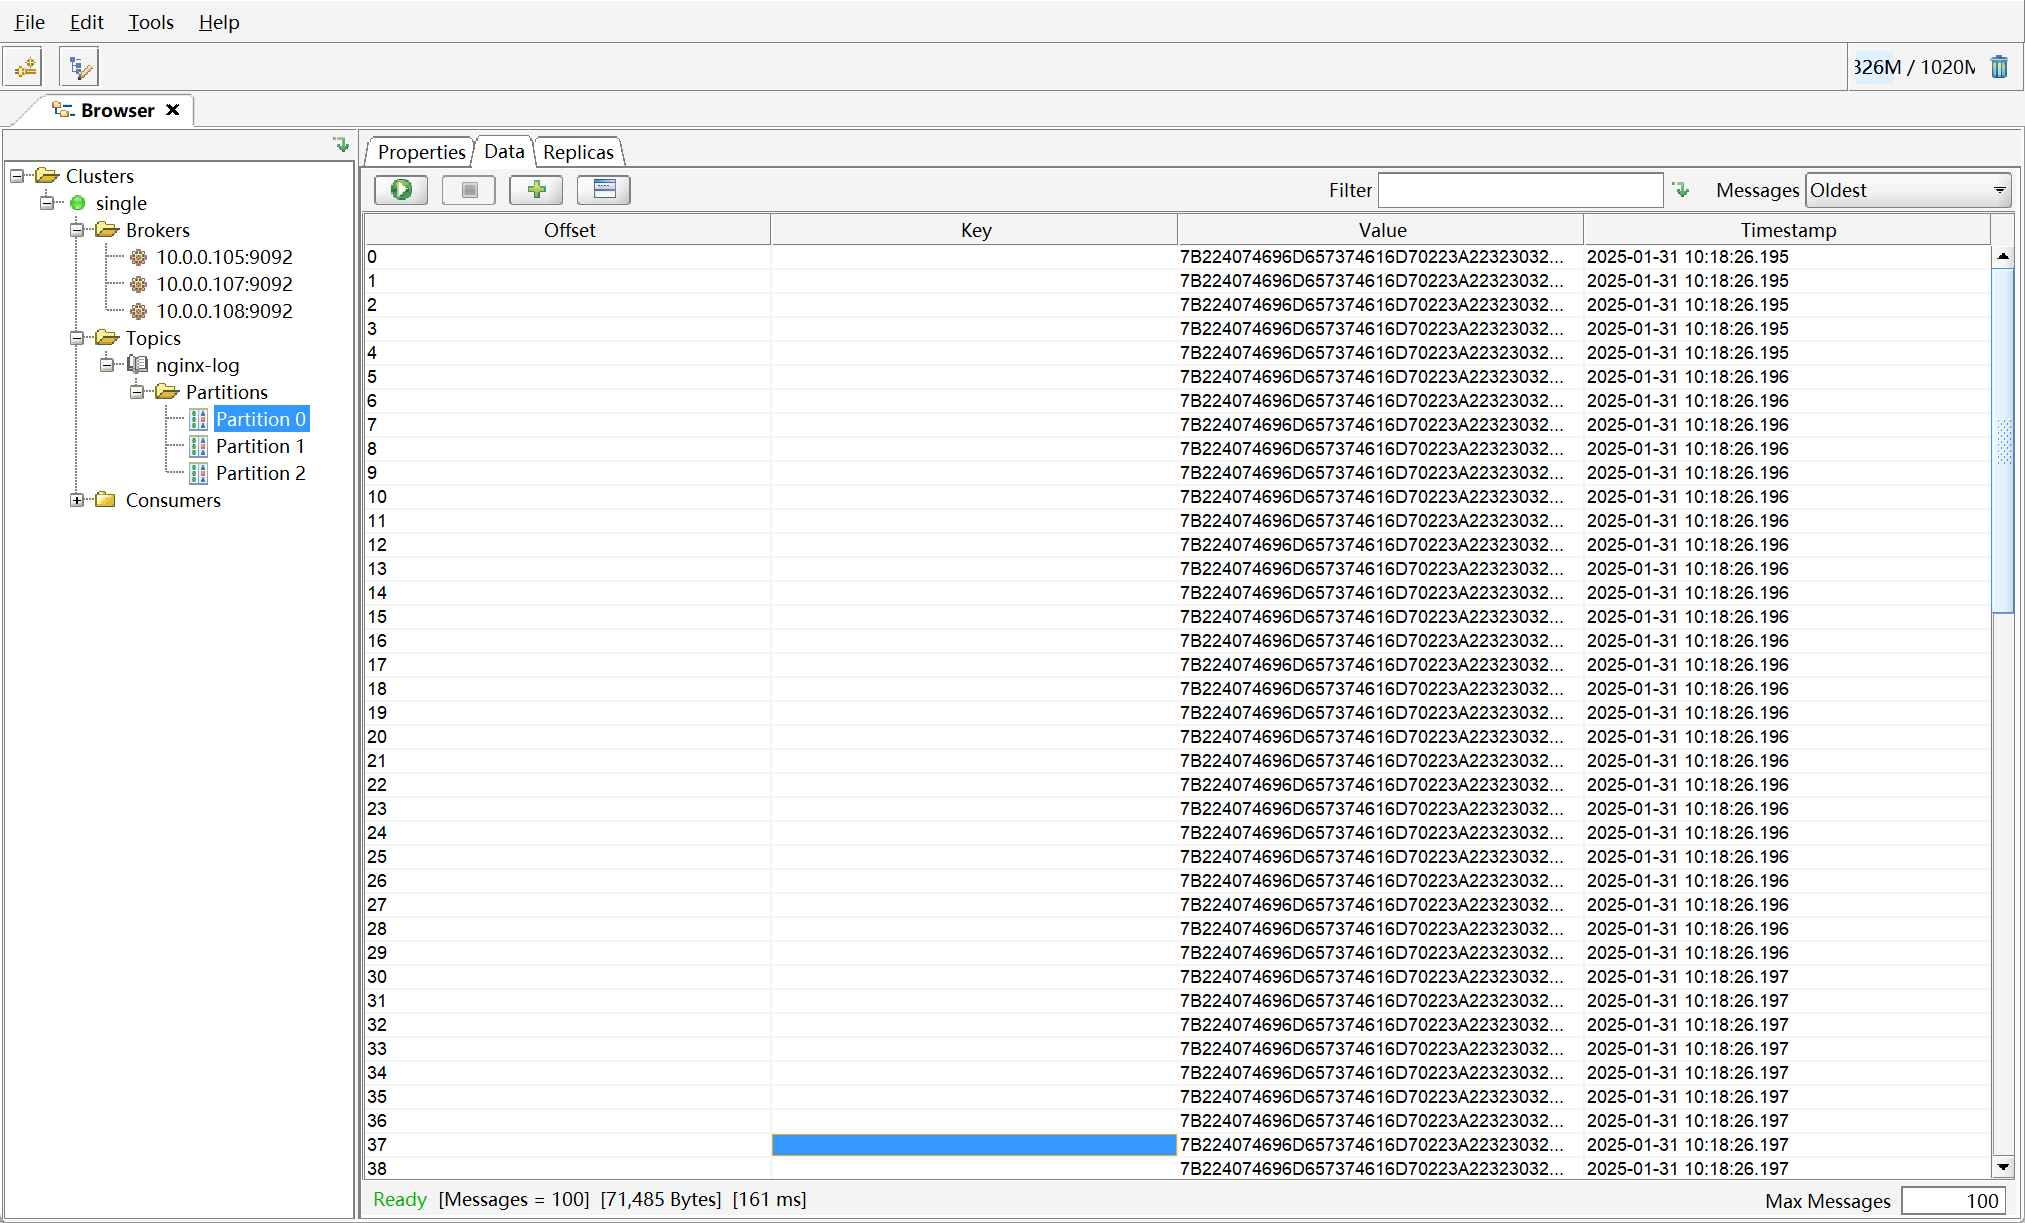 File Edit Tools Help
326M / 1020M
Browser
Clusters
single
Brokers
10.0.0.105:9092
10.0.0.107:9092
10.0.0.108:9092
Topics
nginx-log
Partitions
Partition 0
Partition 1
Partition 2
Consumers
Properties Data Replicas
Filter Messages Oldest
Offset Key Value Timestamp
0 7B224074696D657374616D70223A22323032... 2025-01-31 10:18:26.195
1 7B224074696D657374616D70223A22323032... 2025-01-31 10:18:26.195
2 7B224074696D657374616D70223A22323032... 2025-01-31 10:18:26.195
3 7B224074696D657374616D70223A22323032... 2025-01-31 10:18:26.195
4 7B224074696D657374616D70223A22323032... 2025-01-31 10:18:26.195
5 7B224074696D657374616D70223A22323032... 2025-01-31 10:18:26.196
6 7B224074696D657374616D70223A22323032... 2025-01-31 10:18:26.196
7 7B224074696D657374616D70223A22323032... 2025-01-31 10:18:26.196
8 7B224074696D657374616D70223A22323032... 2025-01-31 10:18:26.196
9 7B224074696D657374616D70223A22323032... 2025-01-31 10:18:26.196
10 7B224074696D657374616D70223A22323032... 2025-01-31 10:18:26.196
11 7B224074696D657374616D70223A22323032... 2025-01-31 10:18:26.196
12 7B224074696D657374616D70223A22323032... 2025-01-31 10:18:26.196
13 7B224074696D657374616D70223A22323032... 2025-01-31 10:18:26.196
14 7B224074696D657374616D70223A22323032... 2025-01-31 10:18:26.196
15 7B224074696D657374616D70223A22323032... 2025-01-31 10:18:26.196
16 7B224074696D657374616D70223A22323032... 2025-01-31 10:18:26.196
17 7B224074696D657374616D70223A22323032... 2025-01-31 10:18:26.196
18 7B224074696D657374616D70223A22323032... 2025-01-31 10:18:26.196
19 7B224074696D657374616D70223A22323032... 2025-01-31 10:18:26.196
20 7B224074696D657374616D70223A22323032... 2025-01-31 10:18:26.196
21 7B224074696D657374616D70223A22323032... 2025-01-31 10:18:26.196
22 7B224074696D657374616D70223A22323032... 2025-01-31 10:18:26.196
23 7B224074696D657374616D70223A22323032... 2025-01-31 10:18:26.196
24 7B224074696D657374616D70223A22323032... 2025-01-31 10:18:26.196
25 7B224074696D657374616D70223A22323032... 2025-01-31 10:18:26.196
26 7B224074696D657374616D70223A22323032... 2025-01-31 10:18:26.196
27 7B224074696D657374616D70223A22323032... 2025-01-31 10:18:26.196
28 7B224074696D657374616D70223A22323032... 2025-01-31 10:18:26.196
29 7B224074696D657374616D70223A22323032... 2025-01-31 10:18:26.196
30 7B224074696D657374616D70223A22323032... 2025-01-31 10:18:26.197
31 7B224074696D657374616D70223A22323032... 2025-01-31 10:18:26.197
32 7B224074696D657374616D70223A22323032... 2025-01-31 10:18:26.197
33 7B224074696D657374616D70223A22323032... 2025-01-31 10:18:26.197
34 7B224074696D657374616D70223A22323032... 2025-01-31 10:18:26.197
35 7B224074696D657374616D70223A22323032... 2025-01-31 10:18:26.197
36 7B224074696D657374616D70223A22323032... 2025-01-31 10:18:26.197
37 7B224074696D657374616D70223A22323032... 2025-01-31 10:18:26.197
38 7B224074696D657374616D70223A22323032... 2025-01-31 10:18:26.197
Ready [Messages = 100] [71,485 Bytes] [161 ms]
Max Messages 100